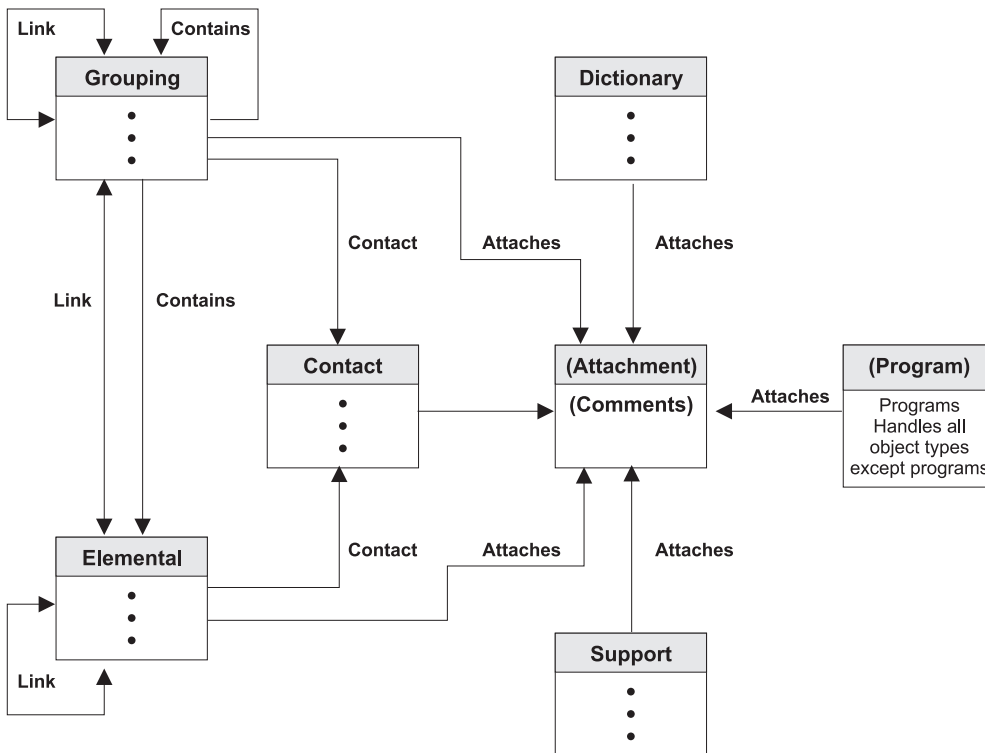 Link
Contains
Grouping
Dictionary
Contact
Attaches
Attaches
Link
Contains
Contact
(Attachment)
(Comments)
Attaches
(Program)
Programs
Handles all
object types
except programs
Elemental
Contact
Attaches
Attaches
Link
Support